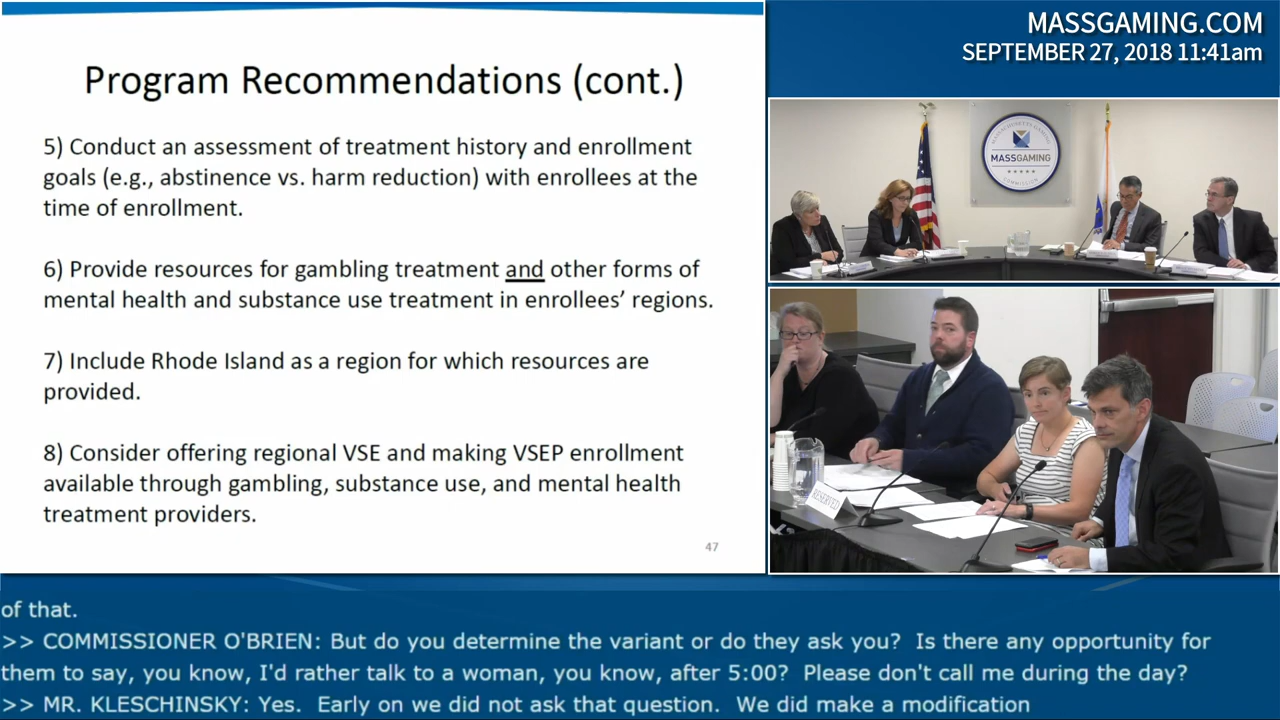 Program Recommendations (cont.)
5) Conduct an assessment of treatment history and enrollment
goals (e.g., abstinence vs. harm reduction) with enrollees at the
time of enrollment.
6) Provide resources for gambling treatment and other forms of
mental health and substance use treatment in enrollees’ regions.
7) Include Rhode Island as a region for which resources are
provided.
8) Consider offering regional VSE and making VSEP enrollment
available through gambling, substance use, and mental health
treatment providers.
47
MASSGAMING.COM
SEPTEMBER 27, 2018 11:41am
MASSACHUSETTS GAMING
MASSGAMING
COMMISSION
RESERVED
of that.
>> COMMISSIONER O'BRIEN: But do you determine the variant or do they ask you?  Is there any opportunity for
them to say, you know, I'd rather talk to a woman, you know, after 5:00?  Please don't call me during the day?
>> MR. KLESCHINSKY: Yes.  Early on we did not ask that question.  We did make a modification